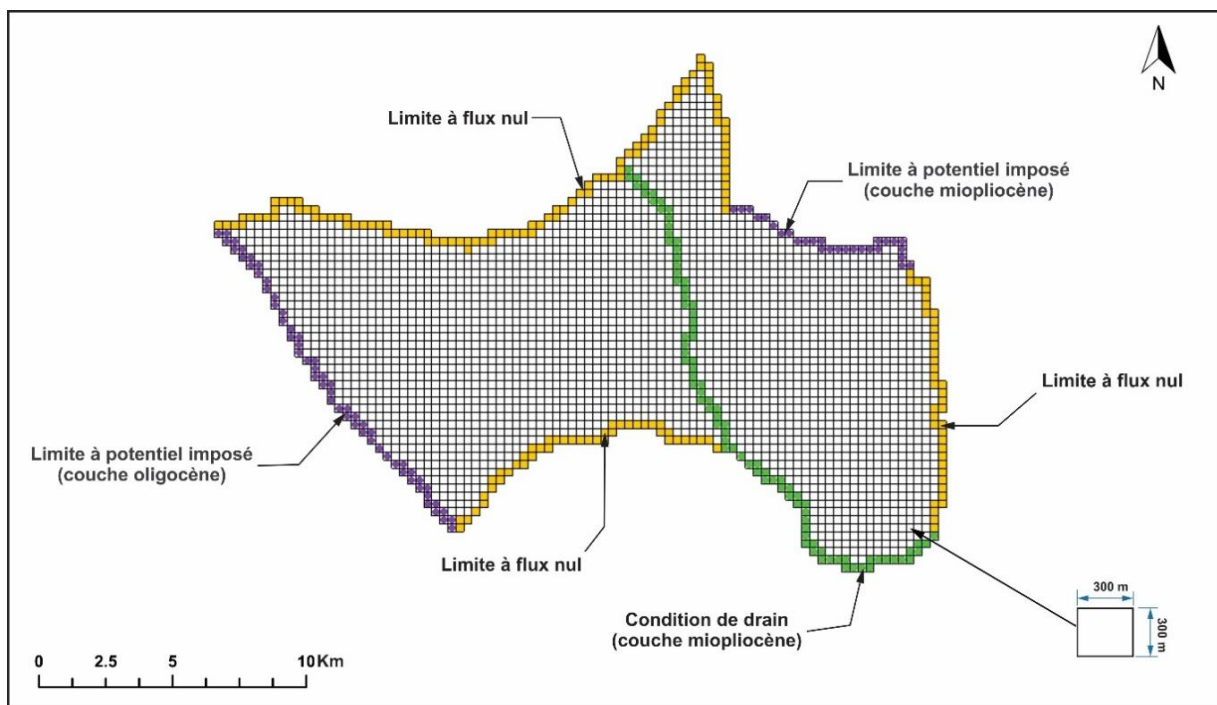 N
Limite à flux nul
Limite à potentiel imposé
(couche miopliocène)
Limite à flux nul
Limite à potentiel imposé
(couche oligocène)
Limite à flux nul
Condition de drain
(couche miopliocène)
300 m
300 m
0 2.5 5 10Km